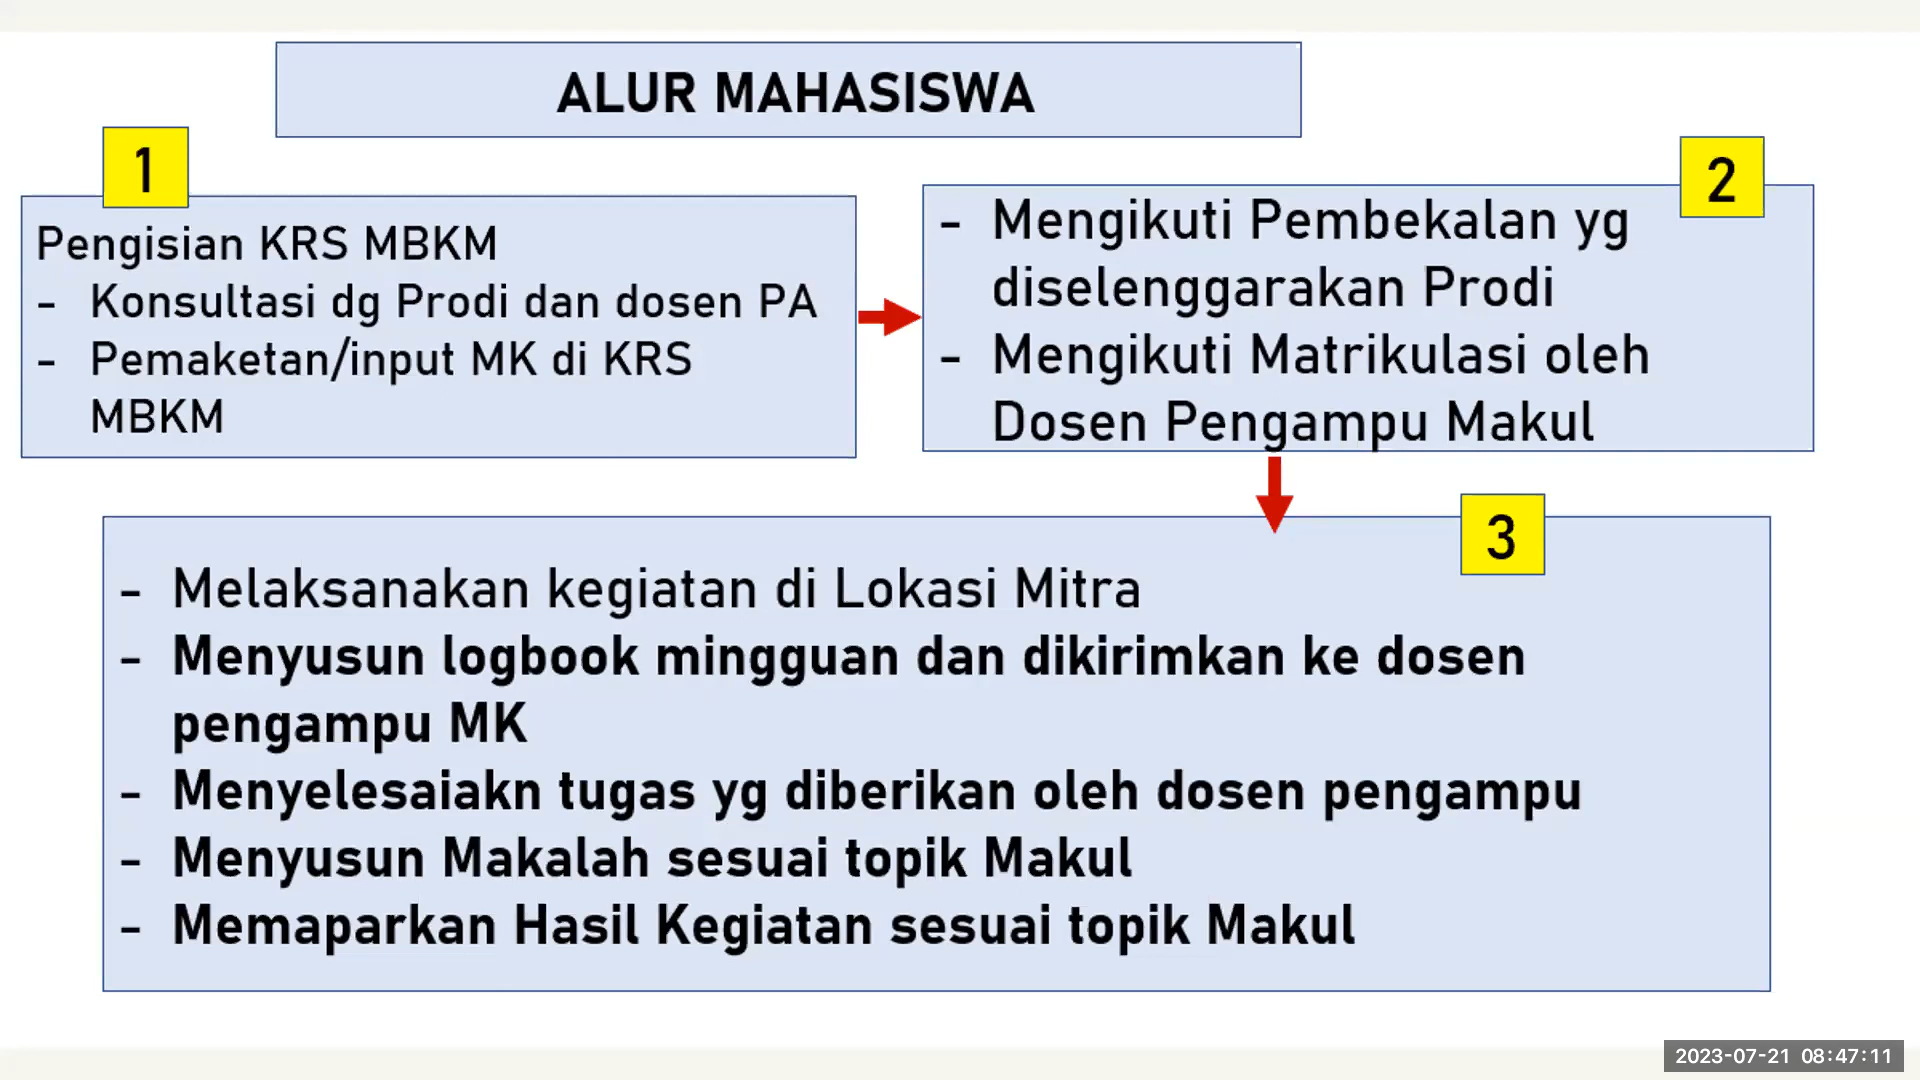 ALUR MAHASISWA
1
Pengisian KRS MBKM
- Konsultasi dg Prodi dan dosen PA
- Pemaketan/input MK di KRS
MBKM
2
- Mengikuti Pembekalan yg
diselenggarakan Prodi
- Mengikuti Matrikulasi oleh
Dosen Pengampu Makul
3
- Melaksanakan kegiatan di Lokasi Mitra
- Menyusun logbook mingguan dan dikirimkan ke dosen
pengampu MK
- Menyelesaiakn tugas yg diberikan oleh dosen pengampu
- Menyusun Makalah sesuai topik Makul
- Memaparkan Hasil Kegiatan sesuai topik Makul
2023-07-21 08:47:11